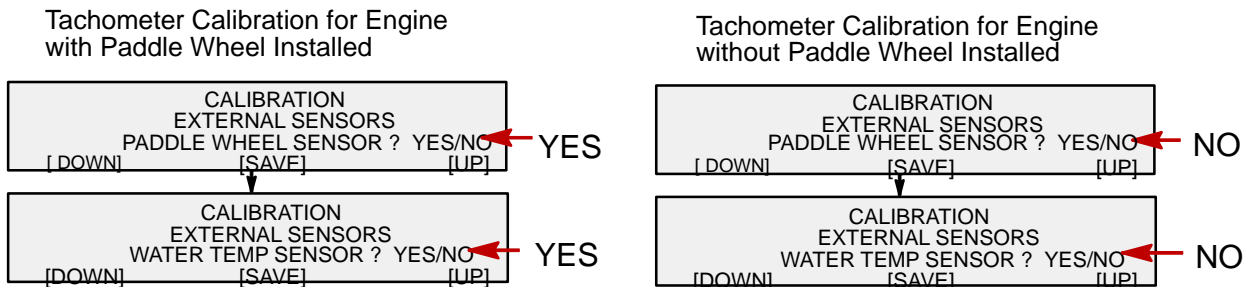 Tachometer Calibration for Engine
with Paddle Wheel Installed
CALIBRATION
EXTERNAL SENSORS
PADDLE WHEEL SENSOR ? YES/NO
[ DOWN] [SAVE] [UP]
YES
CALIBRATION
EXTERNAL SENSORS
WATER TEMP SENSOR ? YES/NO
[DOWN] [SAVE] [UP]
YES
Tachometer Calibration for Engine
without Paddle Wheel Installed
CALIBRATION
EXTERNAL SENSORS
PADDLE WHEEL SENSOR ? YES/NO
[ DOWN] [SAVE] [UP]
NO
CALIBRATION
EXTERNAL SENSORS
WATER TEMP SENSOR ? YES/NO
[DOWN] [SAVE] [UP]
NO